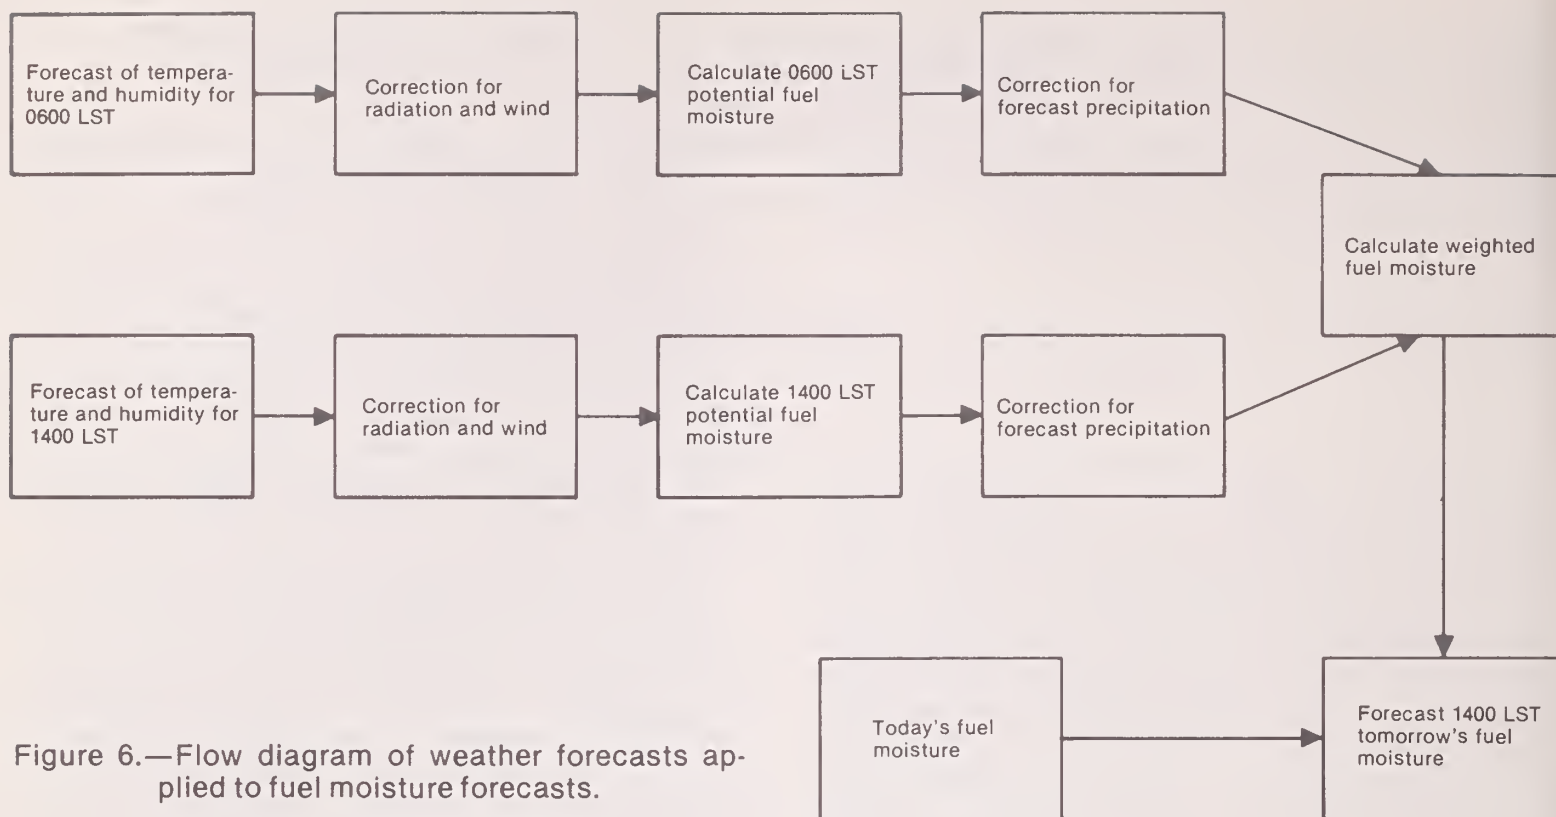 Forecast of tempera-
ture and humidity for
0600 LST
Correction for
radiation and wind
Calculate 0600 LST
potential fuel
moisture
Correction for
forecast precipitation
Calculate weighted
fuel moisture
Forecast of tempera-
ture and humidity for
1400 LST
Correction for
radiation and wind
Calculate 1400 LST
potential fuel
moisture
Correction for
forecast precipitation
Today's fuel
moisture
Forecast 1400 LST
tomorrow's fuel
moisture
Figure 6.—Flow diagram of weather forecasts ap-
plied to fuel moisture forecasts.